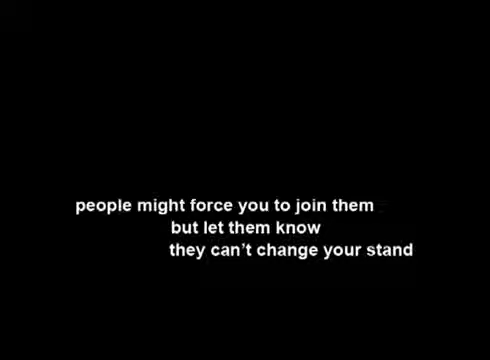 people might force you to join them
but let them know
they can't change your stand